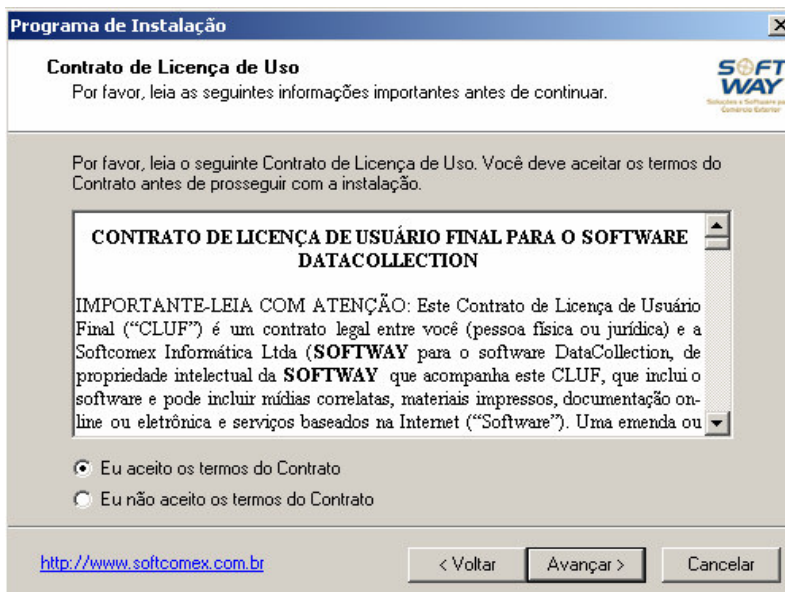 Programa de Instalação
Contrato de Licença de Uso
Por favor, leia as seguintes informações importantes antes de continuar.
SOFT
WAY
Soluções e Software pa
Comércio Exterior
Por favor, leia o seguinte Contrato de Licença de Uso. Você deve aceitar os termos do
Contrato antes de prosseguir com a instalação.
CONTRATO DE LICENÇA DE USUÁRIO FINAL PARA O SOFTWARE
DATACOLLECTION
IMPORTANTE-LEIA COM ATENÇÃO: Este Contrato de Licença de Usuário
Final (“CLUF”) é um contrato legal entre você (pessoa física ou jurídica) e a
Softcomex Informática Ltda (SOFTWAY para o software DataCollection, de
propriedade intelectual da SOFTWAY que acompanha este CLUF, que inclui o
software e pode incluir mídias correlatas, materiais impressos, documentação on-
line ou eletrônica e serviços baseados na Internet (“Software”). Uma emenda ou
Eu aceito os termos do Contrato
Eu não aceito os termos do Contrato
http://www.softcomex.com.br
< Voltar
Avançar >
Cancelar